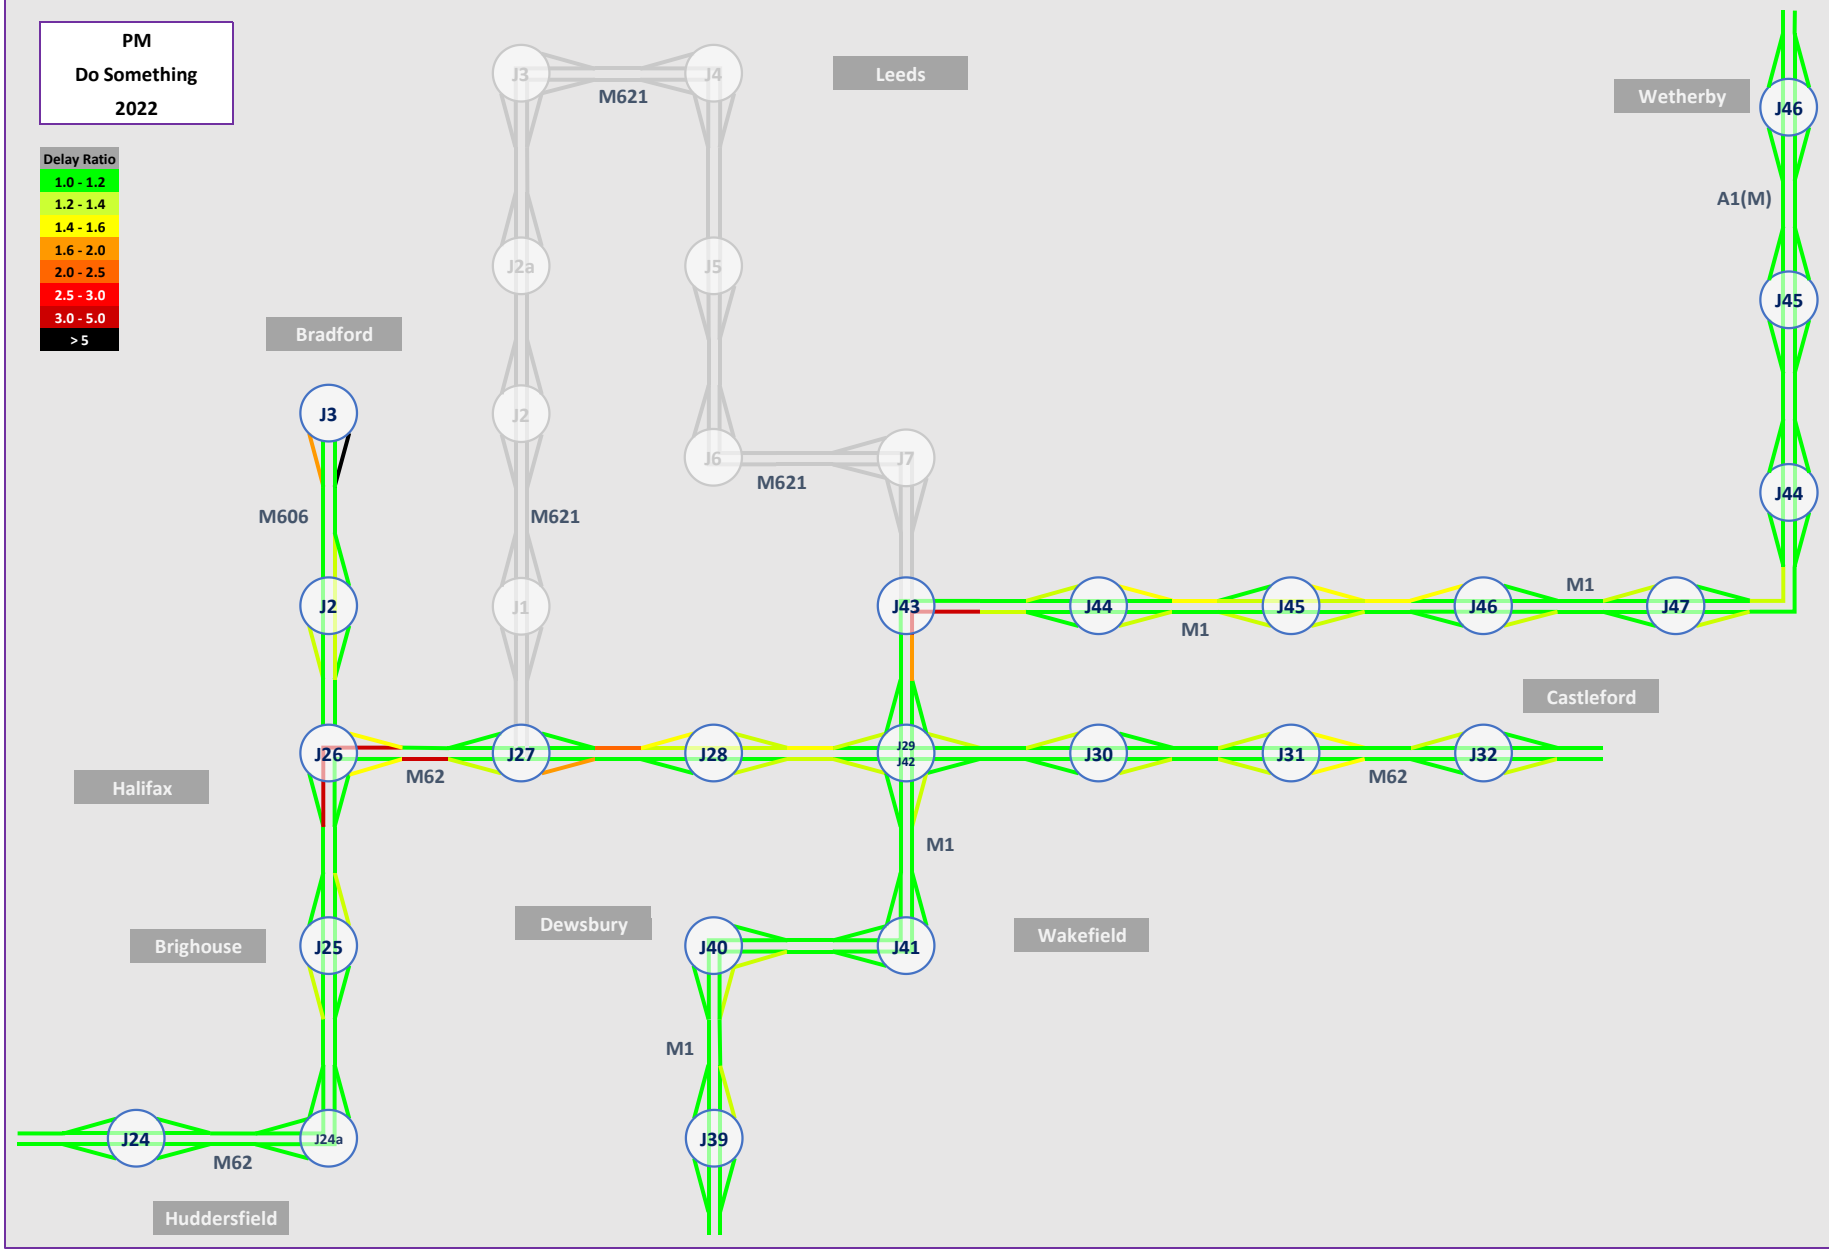 PM
Do Something
2022
Delay Ratio
1.0 - 1.2
1.2 - 1.4
1.4 - 1.6
1.6 - 2.0
2.0 - 2.5
2.5 - 3.0
3.0 - 5.0
> 5
J3
J4
M621
Leeds
Wetherby
J46
A1(M)
J2a
J5
J45
Bradford
J3
J2
J6
J7
M621
J44
M606
M621
J2
J1
J43
J44
M1
J45
J46
M1
J47
Castleford
J26
M62
J27
J28
J29
J42
J30
J31
M62
J32
Halifax
M1
Brighouse
J25
Dewsbury
J40
J41
Wakefield
M1
J24
M62
J24a
J39
Huddersfield